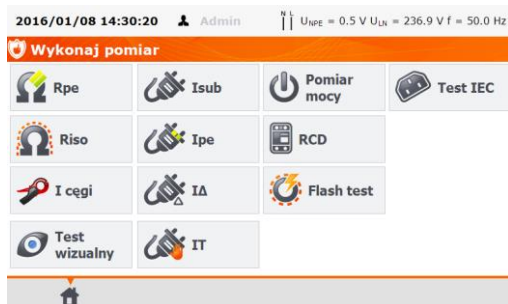 2016/01/08 14:30:20 Admin N L U_NPE = 0.5 V U_LN = 236.9 V f = 50.0 Hz
Wykonaj pomiar
Rpe
Isub
Pomiar
mocy
Test IEC
Riso
Ipe
RCD
I cęgi
IΔ
Flash test
Test
wizualny
IT